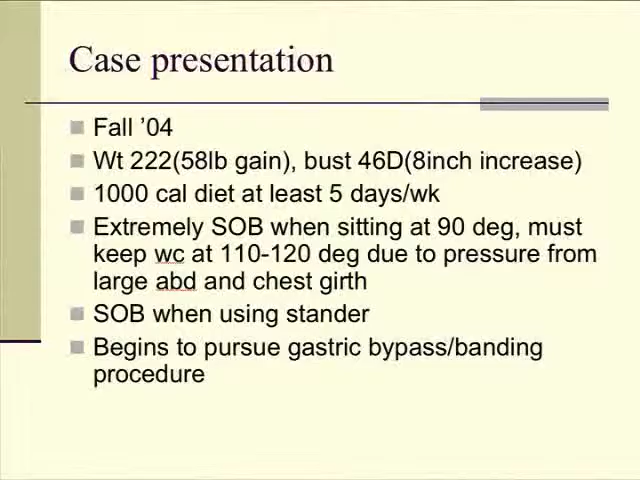 Case presentation
Fall ’04
Wt 222(58lb gain), bust 46D(8inch increase)
1000 cal diet at least 5 days/wk
Extremely SOB when sitting at 90 deg, must
keep wc at 110-120 deg due to pressure from
large abd and chest girth
SOB when using stander
Begins to pursue gastric bypass/banding
procedure